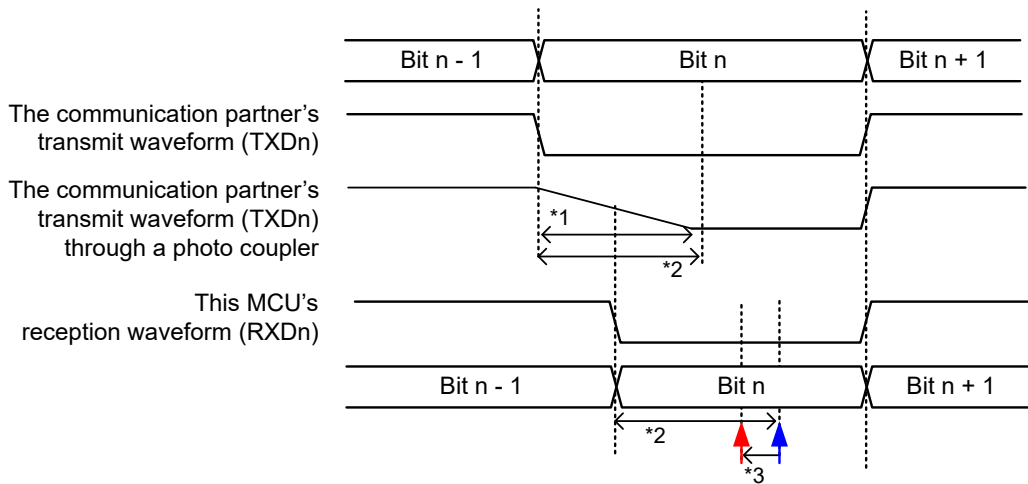 Bit n - 1 Bit n Bit n + 1
The communication partner’s
transmit waveform (TXDn)
The communication partner’s
transmit waveform (TXDn)
through a photo coupler
*1
*2
This MCU’s
reception waveform (RXDn)
Bit n - 1 Bit n Bit n + 1
*2
*3